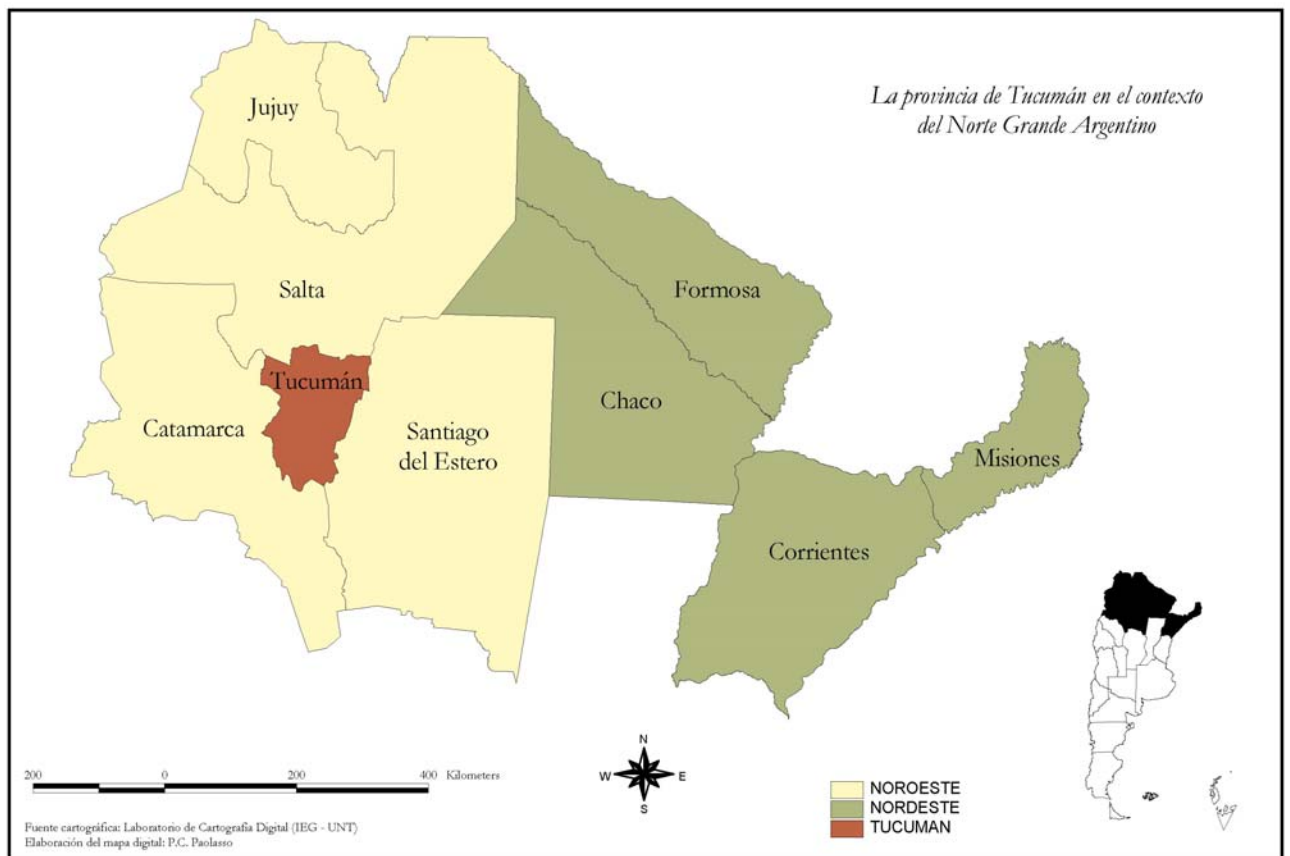 La provincia de Tucumán en el contexto
del Norte Grande Argentino
Jujuy
Salta
Formosa
Tucumán
Chaco
Catamarca
Santiago
del Estero
Misiones
Corrientes
N
W E
S
200 0 200 400 Kilometers
NOROESTE
NORDESTE
TUCUMAN
Fuente cartográfica: Laboratorio de Cartografía Digital (IEG - UNT)
Elaboración del mapa digital: P.C. Paolasso